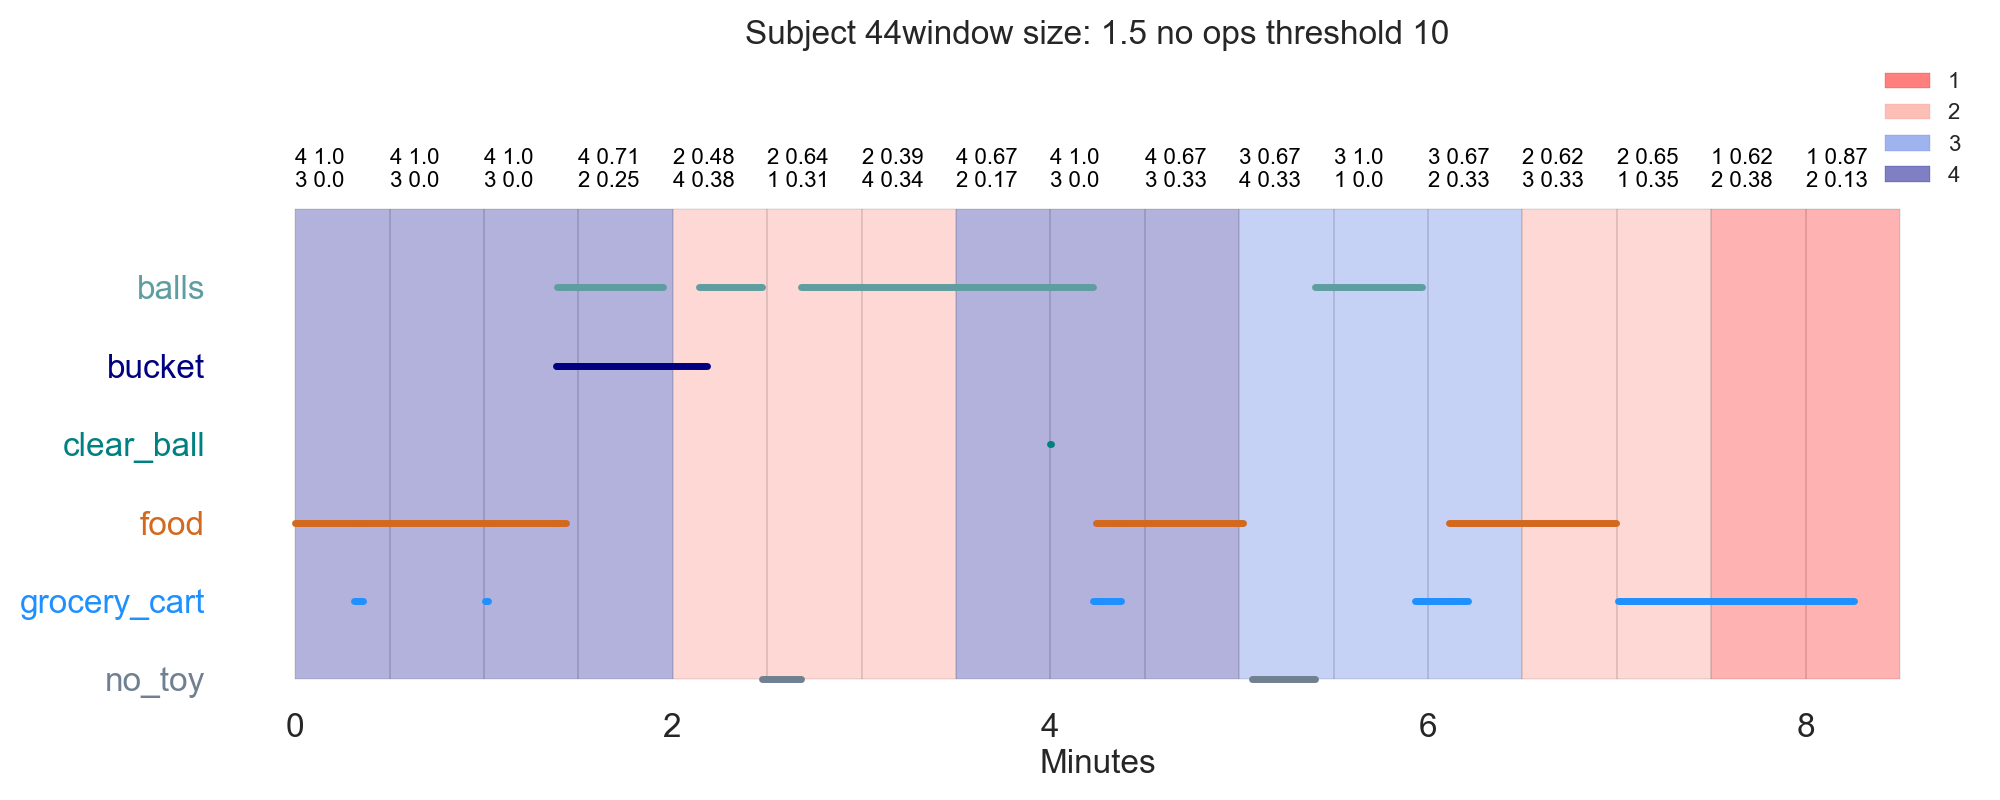 Subject 44window size: 1.5 no ops threshold 10
1
2
3
4
4 1.0 4 1.0 4 1.0 4 0.71 2 0.48 2 0.64 2 0.39 4 0.67 4 1.0 4 0.67 3 0.67 3 1.0 3 0.67 2 0.62 2 0.65 1 0.62 1 0.87
3 0.0 3 0.0 3 0.0 2 0.25 4 0.38 1 0.31 4 0.34 2 0.17 3 0.0 3 0.33 4 0.33 1 0.0 2 0.33 3 0.33 1 0.35 2 0.38 2 0.13
balls
bucket
clear_ball
food
grocery_cart
no_toy
0 2 4 6 8
Minutes